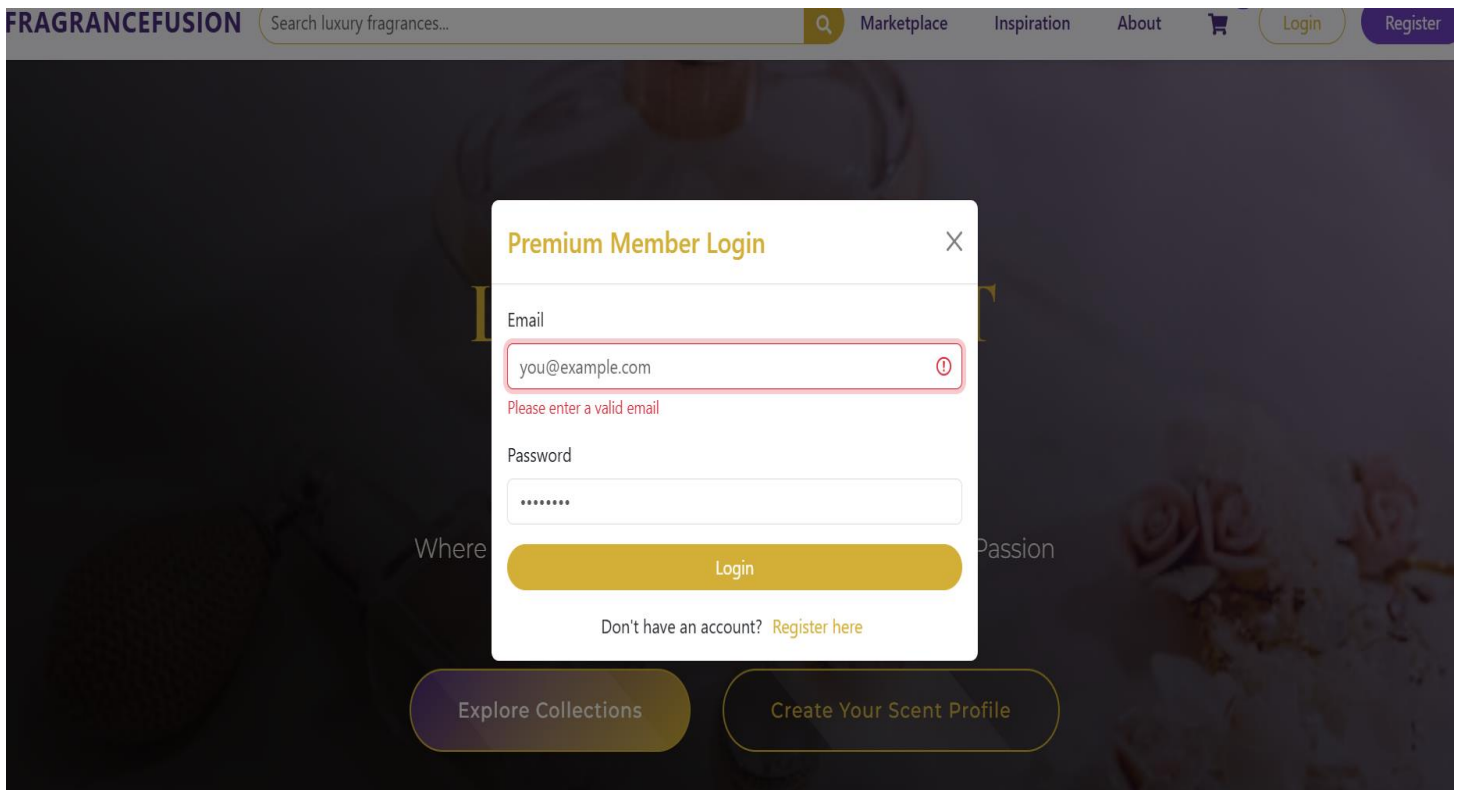 FRAGRANCEFUSION Search luxury fragrances... Marketplace Inspiration About Login Register
Premium Member Login
Email
you@example.com
Please enter a valid email
Password
••••••••
Where Passion
Login
Don't have an account? Register here
Explore Collections Create Your Scent Profile